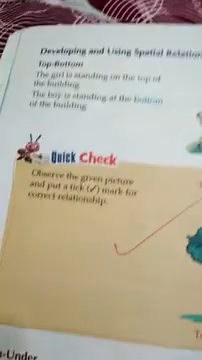 Developing and Using Spatial Relation
Top-Bottom
The girl is standing on the top of
the building.
The boy is standing at the bottom
of the building.
Quick Check
Observe the given picture
and put a tick (✓) mark for
correct relationship.
-Under